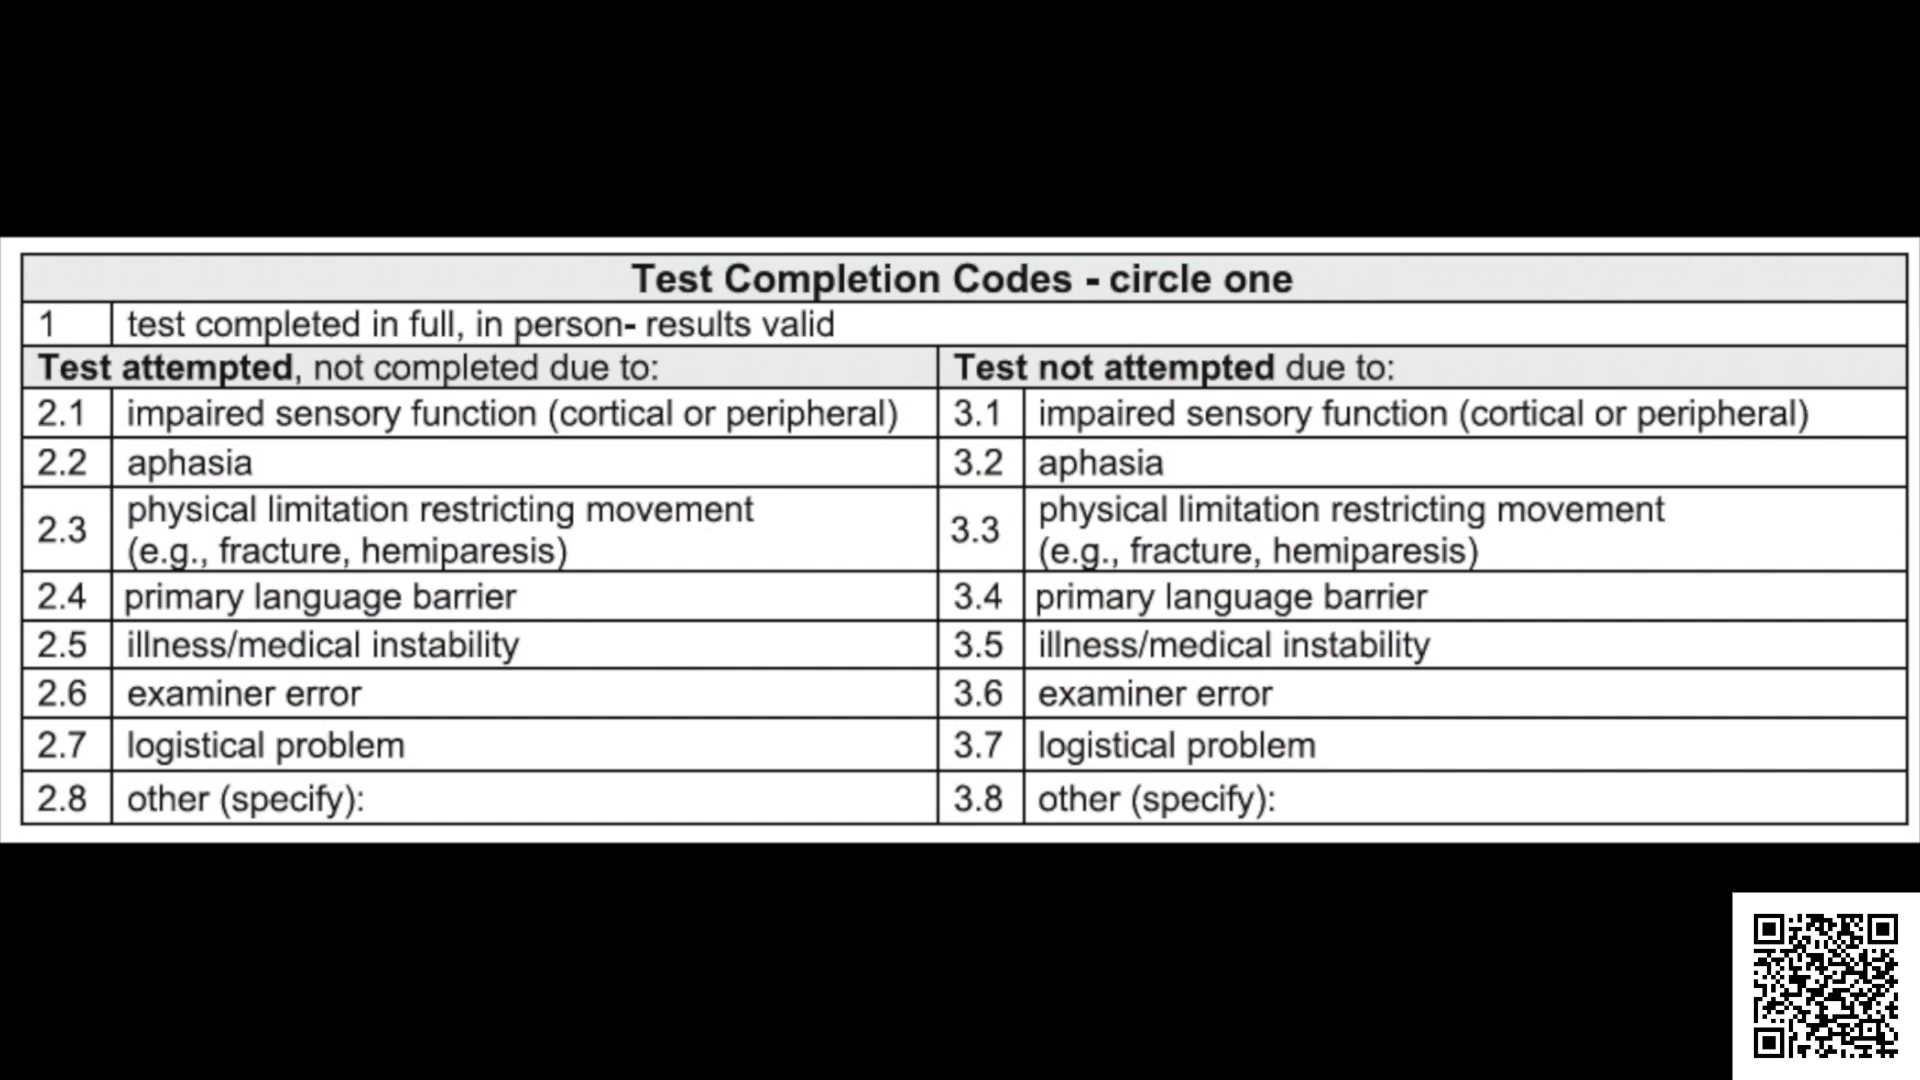 Test Completion Codes - circle one
1 test completed in full, in person- results valid
Test attempted, not completed due to: Test not attempted due to:
2.1 impaired sensory function (cortical or peripheral) 3.1 impaired sensory function (cortical or peripheral)
2.2 aphasia 3.2 aphasia
2.3 physical limitation restricting movement 3.3 physical limitation restricting movement
(e.g., fracture, hemiparesis) (e.g., fracture, hemiparesis)
2.4 primary language barrier 3.4 primary language barrier
2.5 illness/medical instability 3.5 illness/medical instability
2.6 examiner error 3.6 examiner error
2.7 logistical problem 3.7 logistical problem
2.8 other (specify): 3.8 other (specify):